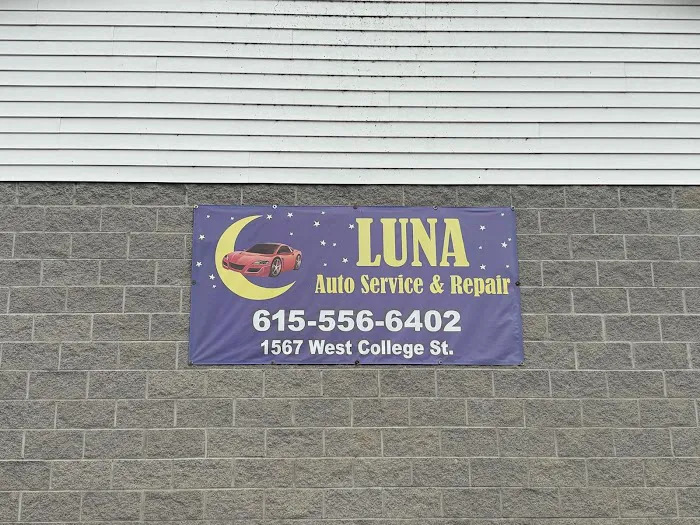 LUNA
Auto Service & Repair
615-556-6402
1567 West College St.